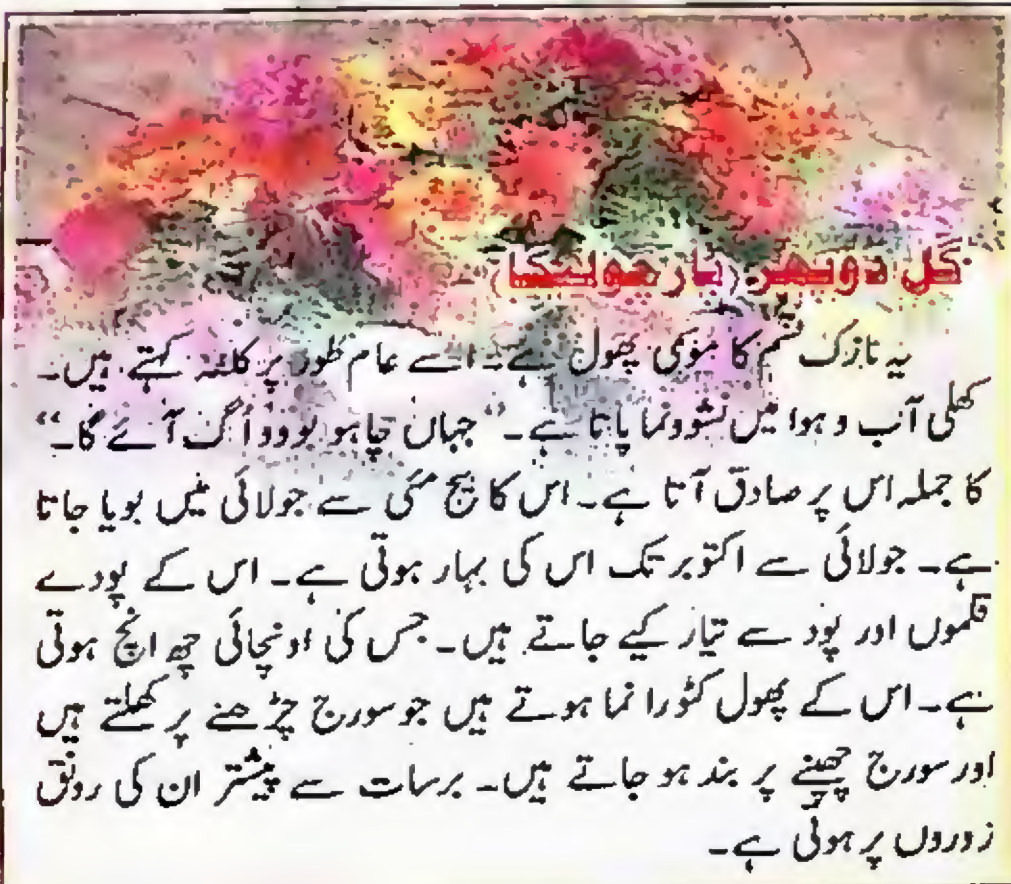 گل دوپہر (پارچولیکا)
یہ نازک قسم کا موسمی پھول ہے۔ اسے عام طور پر کلغہ کہتے ہیں۔
کھلی آب و ہوا میں نشوونما پاتا ہے۔ ”جہاں چاہو بودو اُگ آئے گا۔“
کا جملہ اس پر صادق آتا ہے۔ اس کا بیج مئی سے جولائی میں بویا جاتا
ہے۔ جولائی سے اکتوبر تک اس کی بہار ہوتی ہے۔ اس کے پودے
قلموں اور پود سے تیار کیے جاتے ہیں۔ جس کی اونچائی چھ انچ ہوتی
ہے۔ اس کے پھول کٹورا نما ہوتے ہیں جو سورج چڑھنے پر کھلتے ہیں
اور سورج چھپنے پر بند ہو جاتے ہیں۔ برسات سے پیشتر ان کی رونق
زوروں پر ہوتی ہے۔